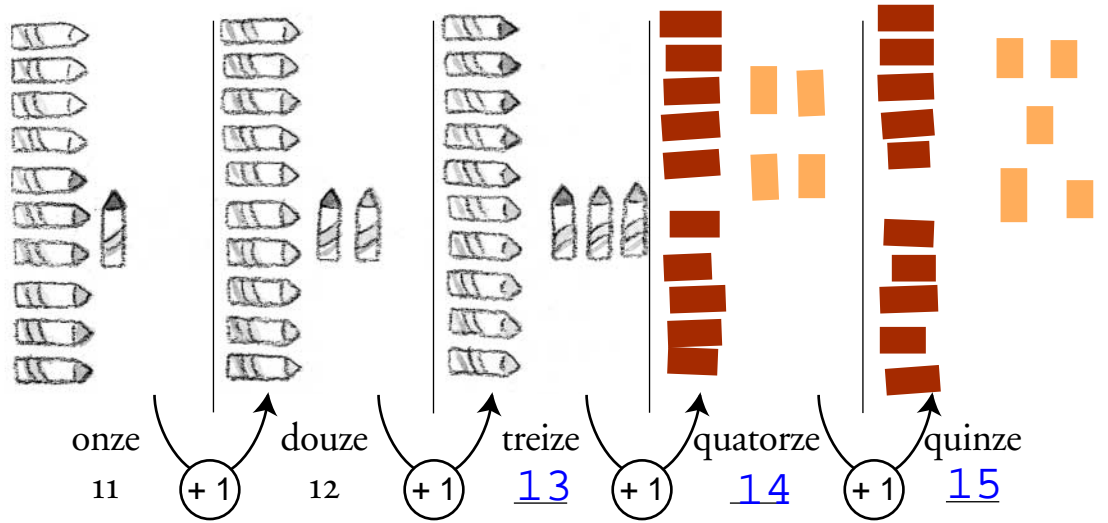 onze douze treize quatorze quinze
11 + 1 12 + 1 13 + 1 14 + 1 15